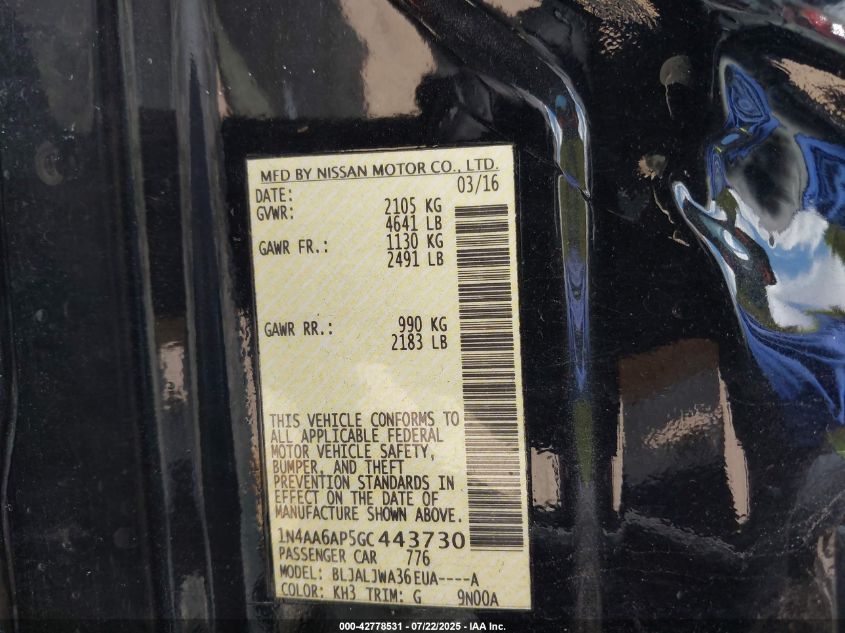 MFD BY NISSAN MOTOR CO., LTD.
DATE: 03/16
GVWR: 2105 KG
4641 LB
GAWR FR.: 1130 KG
2491 LB
GAWR RR.: 990 KG
2183 LB
THIS VEHICLE CONFORMS TO
ALL APPLICABLE FEDERAL
MOTOR VEHICLE SAFETY,
BUMPER, AND THEFT
PREVENTION STANDARDS IN
EFFECT ON THE DATE OF
MANUFACTURE SHOWN ABOVE.
1N4AA6AP5GC443730
PASSENGER CAR 776
MODEL: BLJALJWA36EUA----A
COLOR: KH3 TRIM: G 9N00A
000-42778531 - 07/22/2025 - IAA Inc.